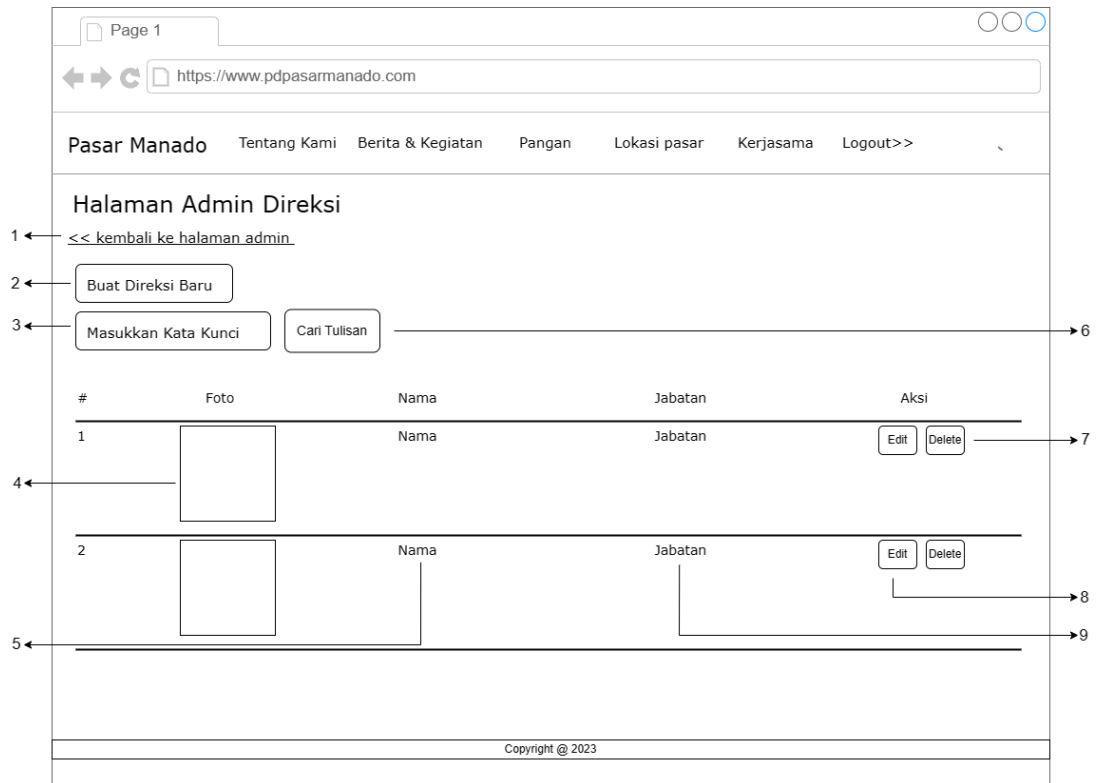 Page 1
https://www.pdpasarmanado.com
Pasar Manado Tentang Kami Berita & Kegiatan Pangan Lokasi pasar Kerjasama Logout>>
Halaman Admin Direksi
1 << kembali ke halaman admin
2 Buat Direksi Baru
3 Masukkan Kata Kunci Cari Tulisan 6
# Foto Nama Jabatan Aksi
1 Nama Jabatan Edit Delete 7
4
2 Nama Jabatan Edit Delete
8
5 9
Copyright @ 2023